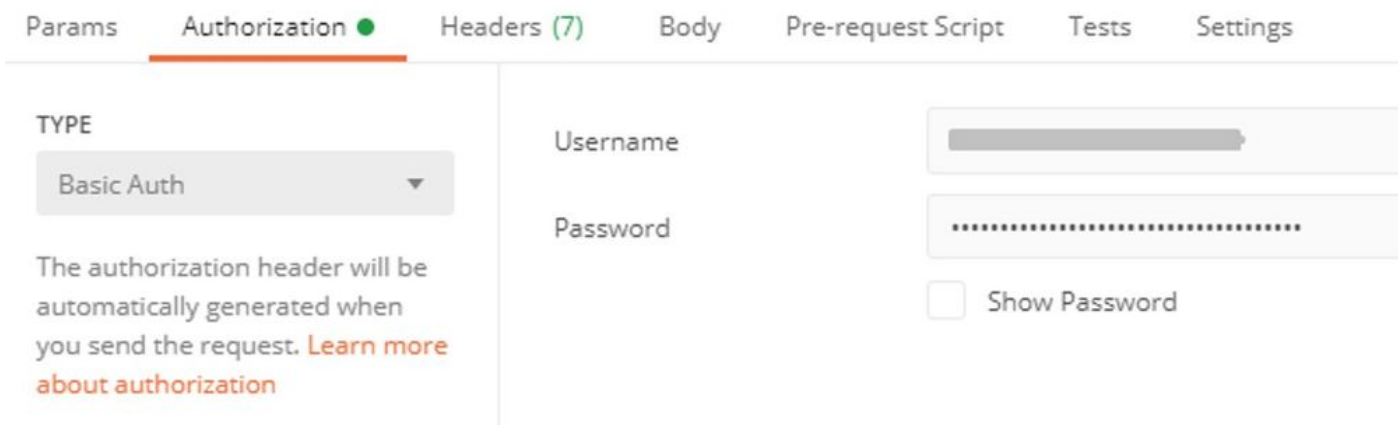 Params Authorization Headers (7) Body Pre-request Script Tests Settings
TYPE
Basic Auth
The authorization header will be
automatically generated when
you send the request. Learn more
about authorization
Username
Password
Show Password